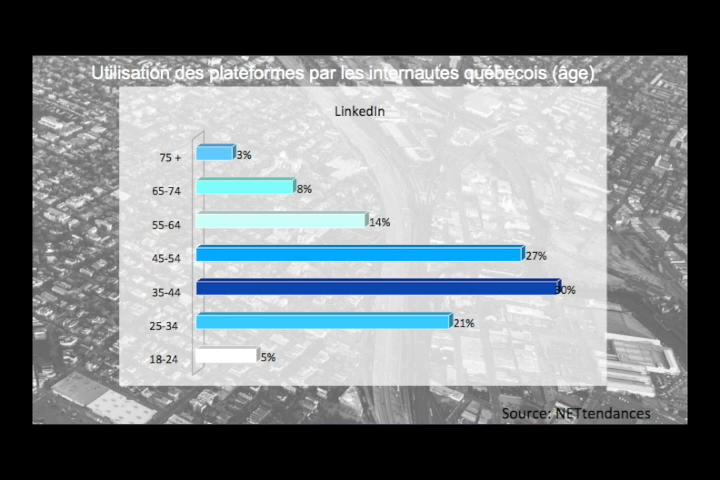 Utilisation des plateformes par les internautes québécois (âge)
LinkedIn
75 + 3%
65-74 8%
55-64 14%
45-54 27%
35-44 30%
25-34 21%
18-24 5%
Source: NETtendances